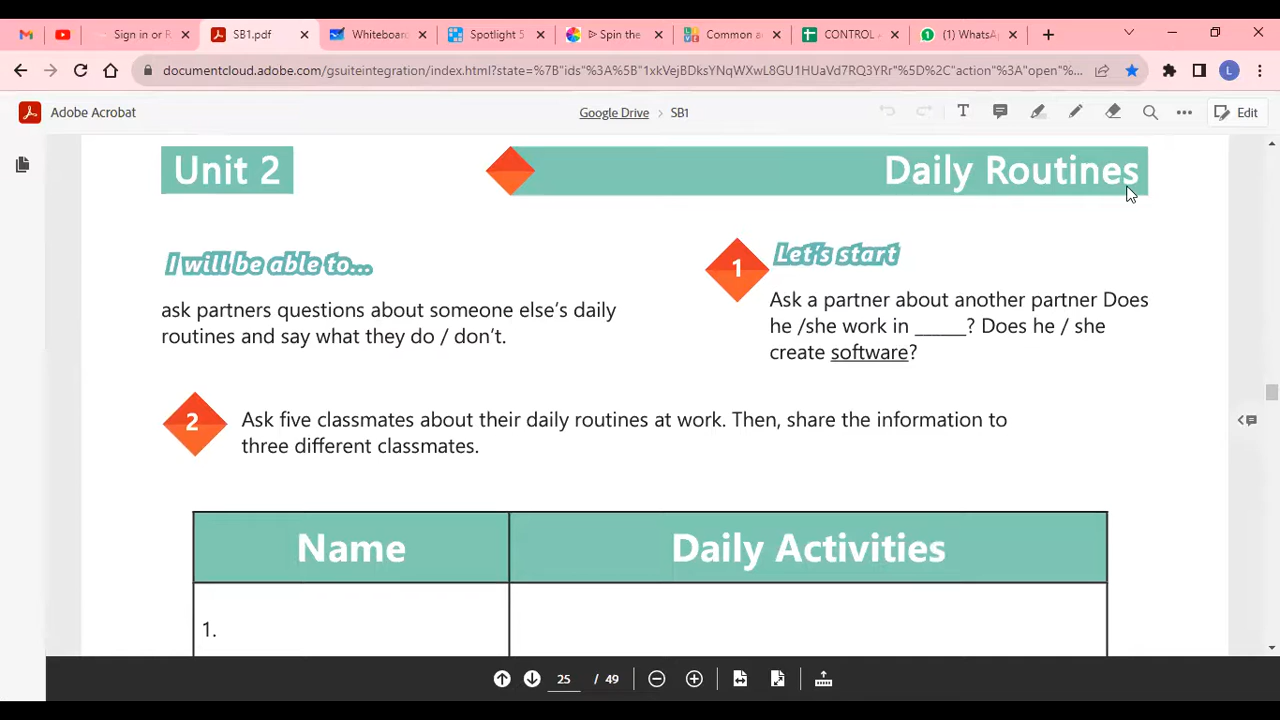 Sign in or R
SB1.pdf
Whiteboard
Spotlight 5
Spin the
Common a
CONTROL
(1) WhatsA
documentcloud.adobe.com/gsuiteintegration/index.html?state=%7B"ids"%3A%5B"1xkVejBDksYNqWXwL8GU1HUaVd7RQ3YRr"%5D%2C"action"%3A"open"%...
L
Adobe Acrobat
Google Drive > SB1
Edit
Unit 2
Daily Routines
I will be able to...
ask partners questions about someone else's daily
routines and say what they do / don't.
1
Let's start
Ask a partner about another partner Does
he /she work in ______? Does he / she
create software?
2
Ask five classmates about their daily routines at work. Then, share the information to
three different classmates.
Name
Daily Activities
1.
25 / 49